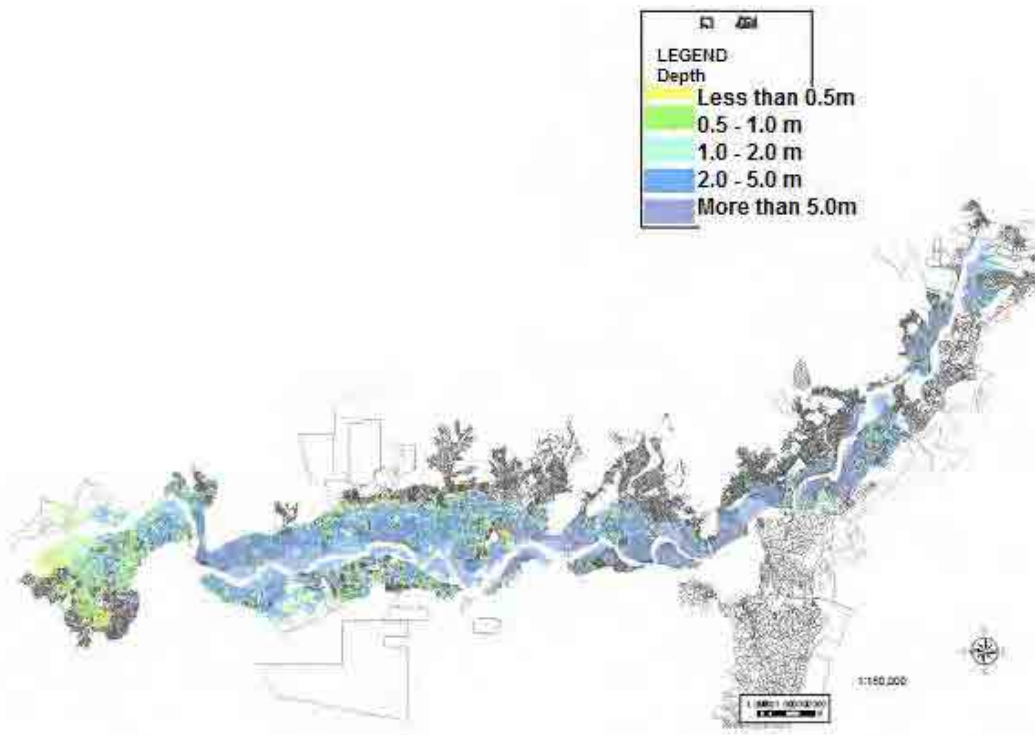 LEGEND
Depth
Less than 0.5m
0.5 - 1.0 m
1.0 - 2.0 m
2.0 - 5.0 m
More than 5.0m
1:150,000